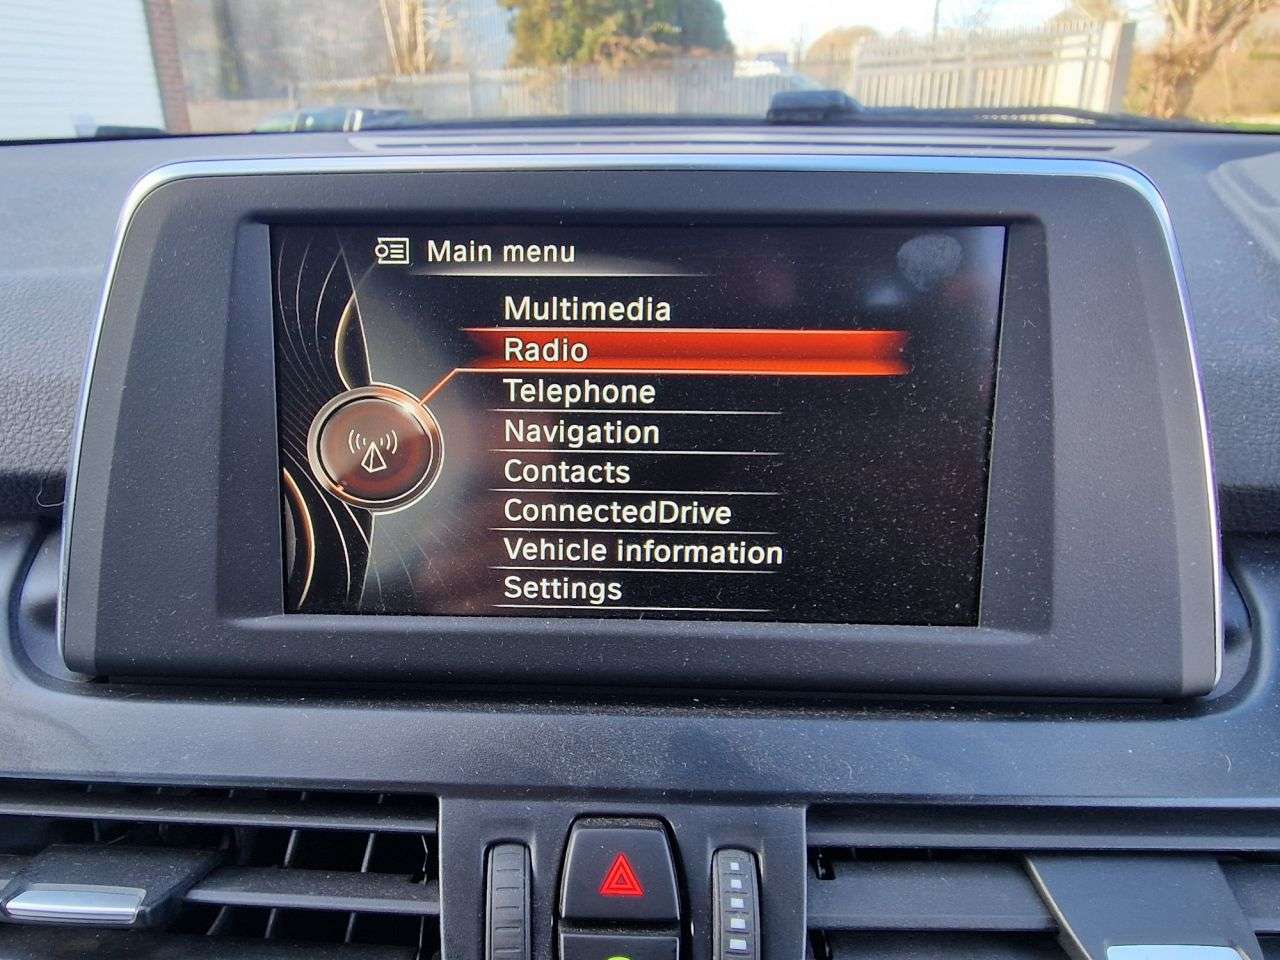 Main menu
Multimedia
Radio
Telephone
Navigation
Contacts
ConnectedDrive
Vehicle information
Settings